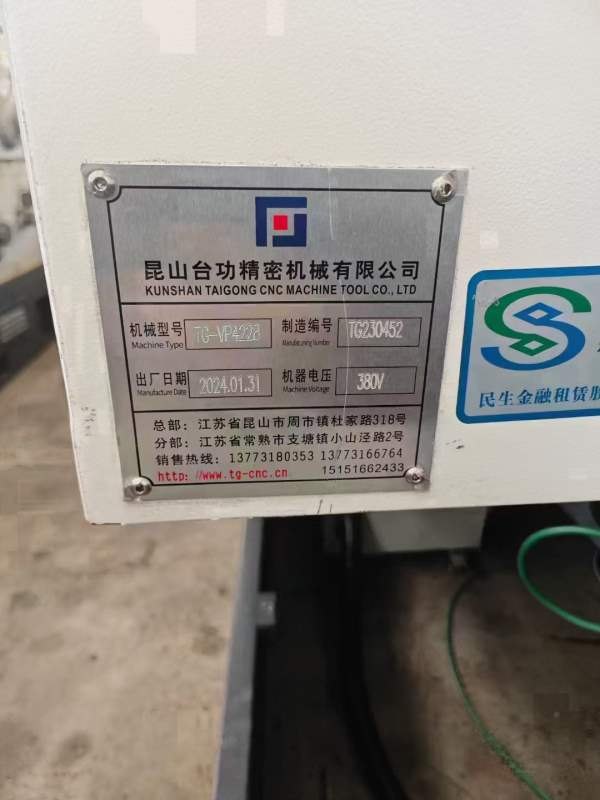 昆山台功精密机械有限公司
KUNSHAN TAIGONG CNC MACHINE TOOL CO., LTD
机械型号 制造编号 TG230452
Machine Type Manufacturing Number
出厂日期 2024.01.31 机器电压 380V
Manufacture Date Machine Voltage
总部：江苏省昆山市周市镇杜家路318号
分部：江苏省常熟市支塘镇小山泾路2号
销售热线：13773180353 13773166764
http://www.tg-cnc.cn 15151662433
民生金融租赁股